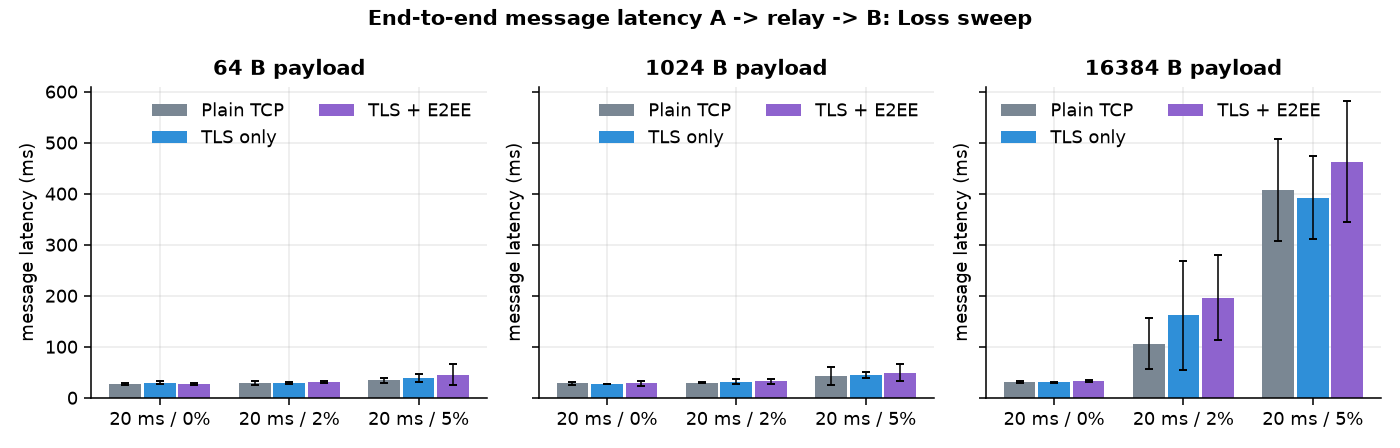 End-to-end message latency A -> relay -> B: Loss sweep
64 B payload
message latency (ms)
600
500
400
300
200
100
0
Plain TCP
TLS only
TLS + E2EE
20 ms / 0%
20 ms / 2%
20 ms / 5%
1024 B payload
message latency (ms)
Plain TCP
TLS only
TLS + E2EE
20 ms / 0%
20 ms / 2%
20 ms / 5%
16384 B payload
message latency (ms)
Plain TCP
TLS only
TLS + E2EE
20 ms / 0%
20 ms / 2%
20 ms / 5%